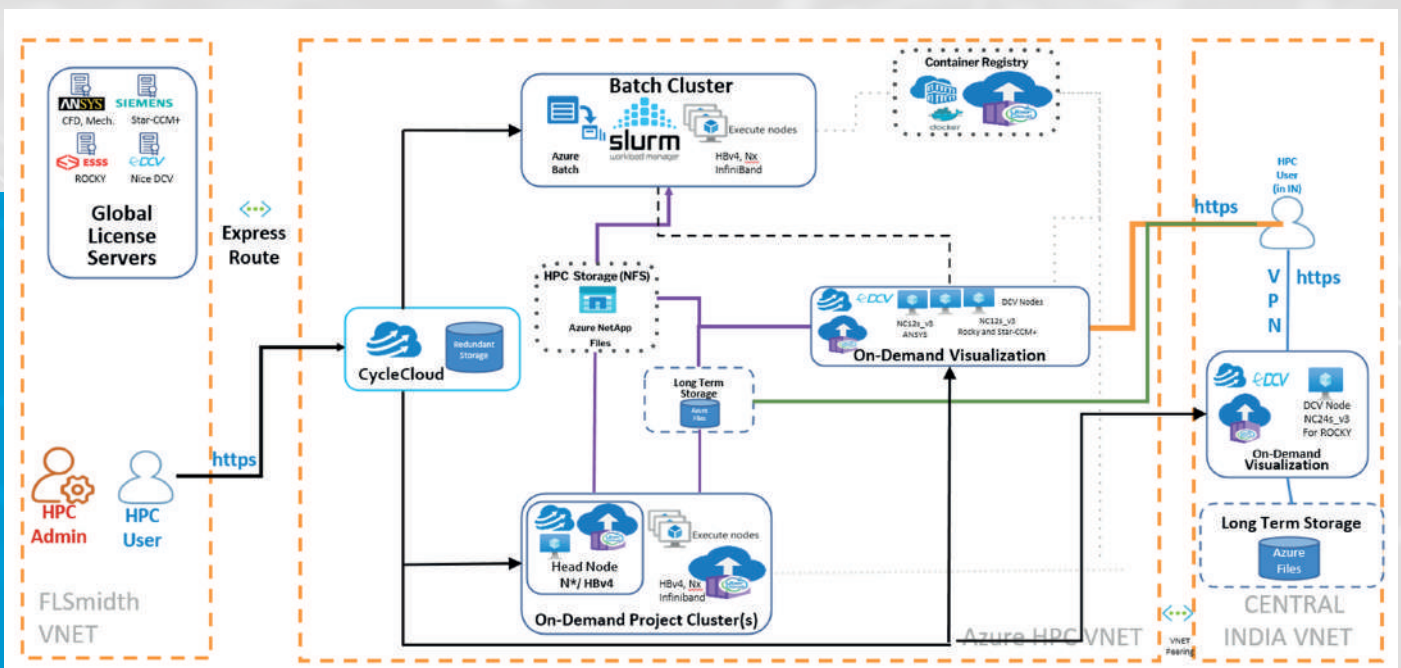 ANSYS
CFD, Mech.
SIEMENS
Star-CCM+
ESSS
ROCKY
DCV
Nice DCV
Global
License
Servers
Express
Route
HPC
Admin
HPC
User
https
FLSmidth
VNET
CycleCloud
Redundant
Storage
Batch Cluster
Azure
Batch
slurm
workload manager
Execute nodes
HBv4, Nx
InfiniBand
Container Registry
docker
HPC Storage (NFS)
Azure NetApp
Files
Long Term
Storage
Azure
Files
DCV
NC12s_v3
ANSYS
DCV Nodes
NC12s_v3
Rocky and Star-CCM+
On-Demand Visualization
Head Node
N*/ HBv4
Execute nodes
HBv4, Nx
Infiniband
On-Demand Project Cluster(s)
Azure HPC VNET
VNET
Peering
https
HPC
User
(in IN)
VPN
https
DCV
DCV Node
NC24s_v3
For ROCKY
On-Demand
Visualization
Long Term Storage
Azure
Files
CENTRAL
INDIA VNET